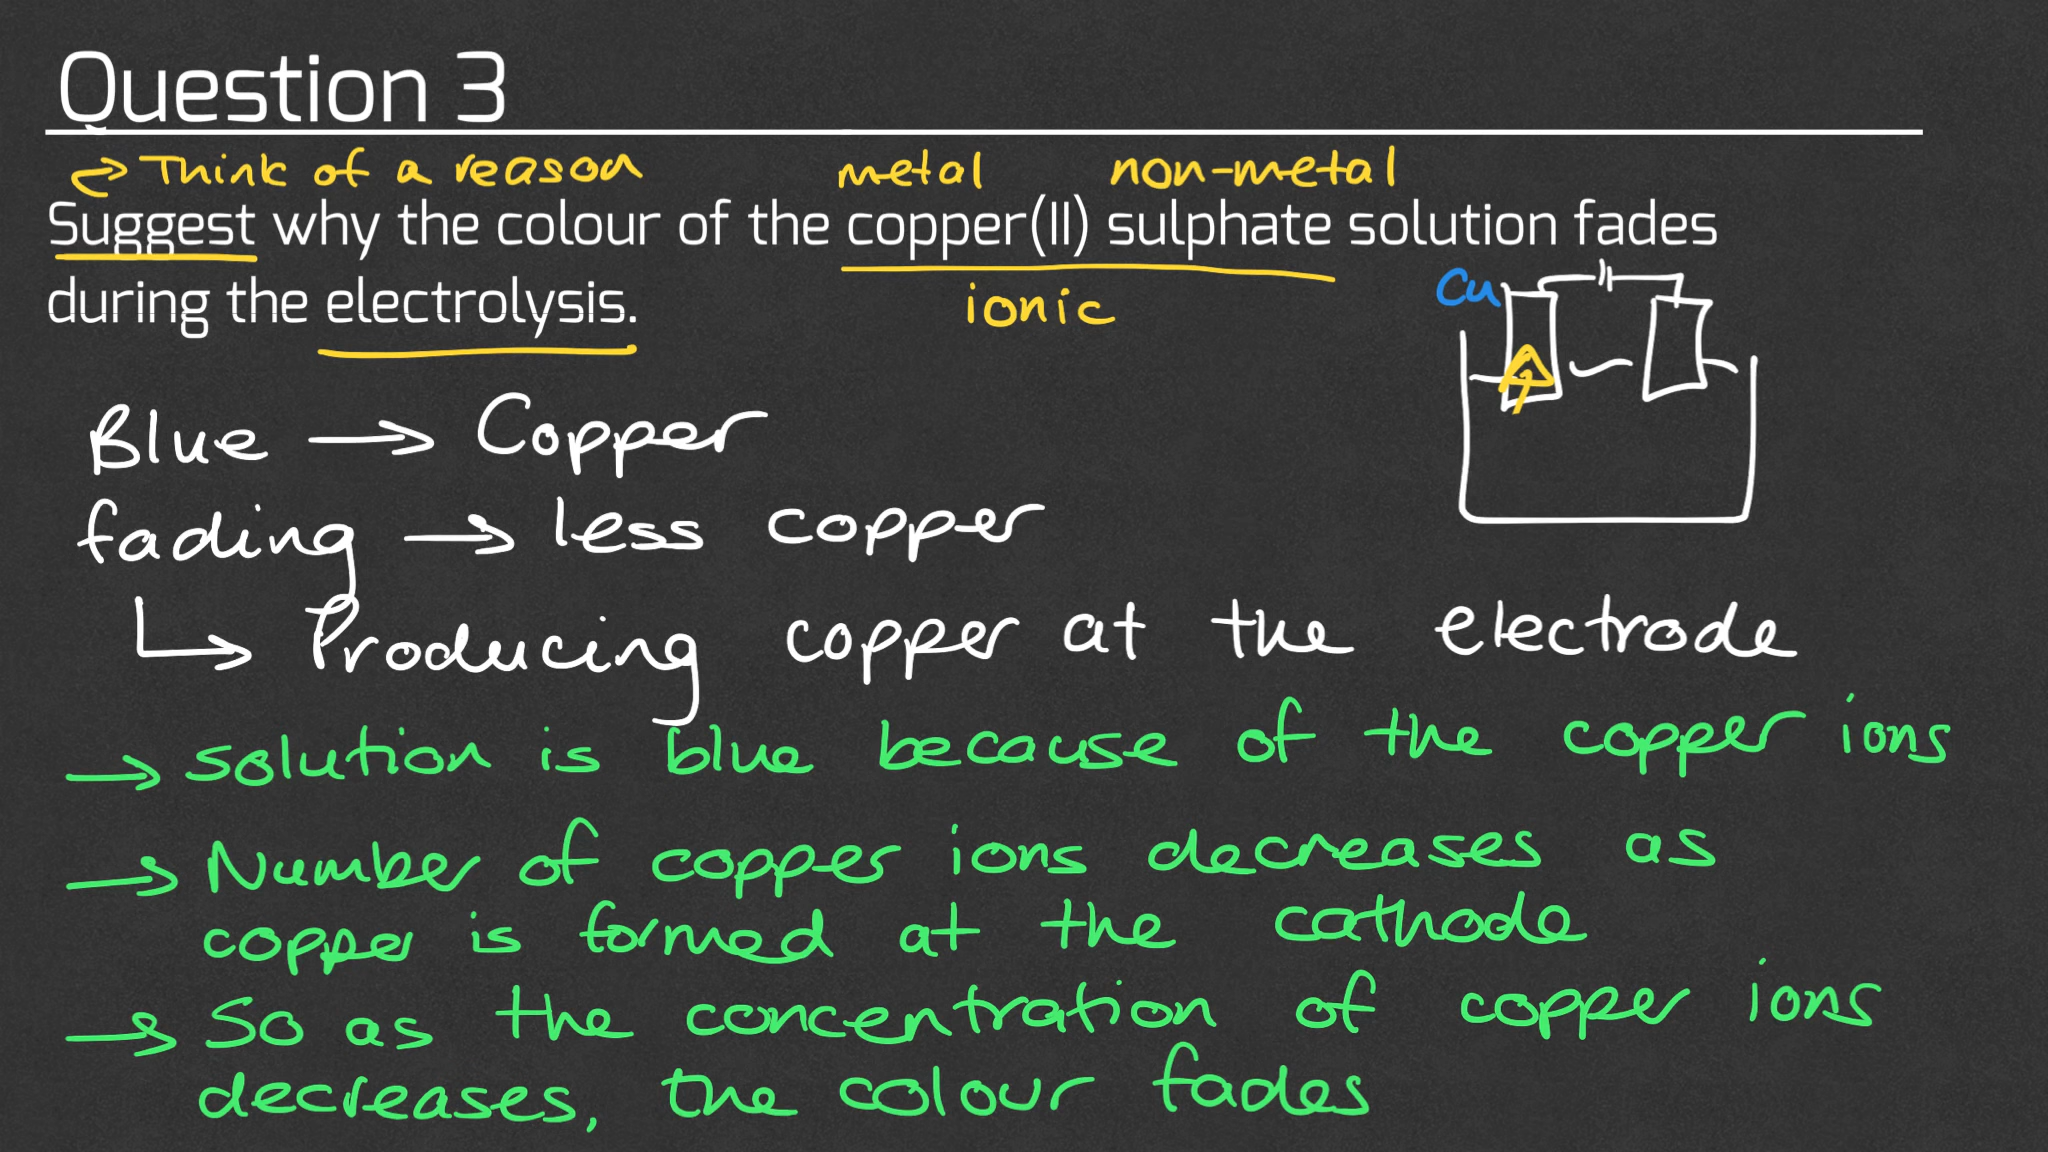 Question 3
→ Think of a reason metal non-metal
Suggest why the colour of the copper(II) sulphate solution fades
during the electrolysis.
ionic
Cu
Blue → Copper
fading → less copper
↳ Producing copper at the electrode
→ solution is blue because of the copper ions
→ Number of copper ions decreases as
copper is formed at the cathode
→ So as the concentration of copper ions
decreases, the colour fades